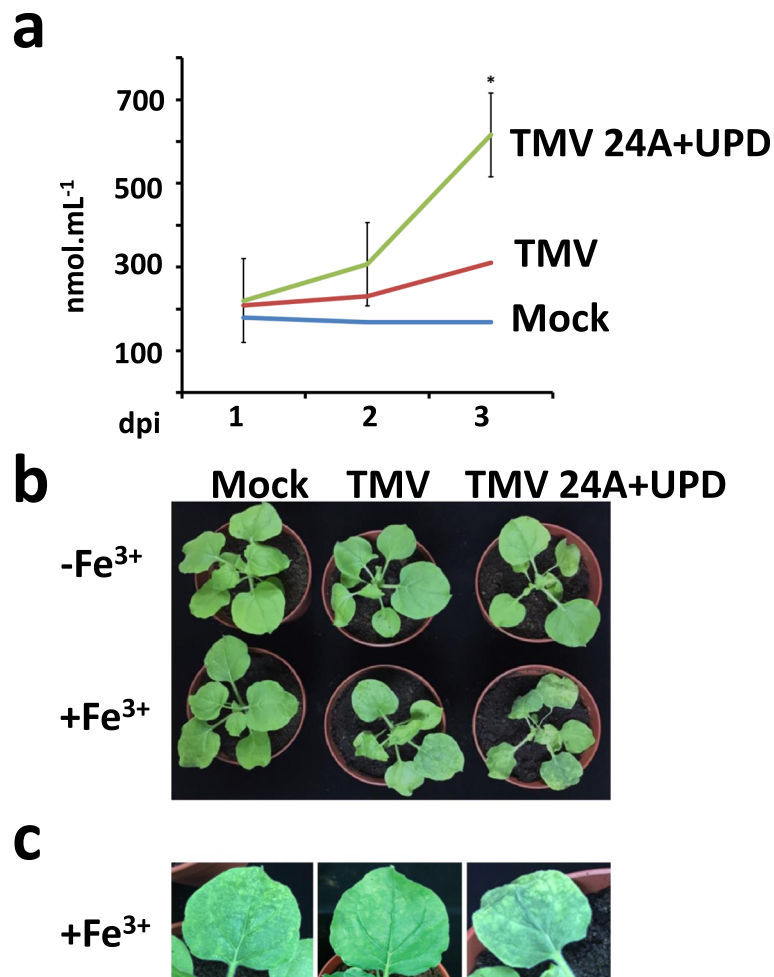 a
*
700
500
300
100
nmol.mL⁻¹
TMV 24A+UPD
TMV
Mock
dpi 1 2 3
b
Mock TMV TMV 24A+UPD
-Fe³⁺
+Fe³⁺
c
+Fe³⁺